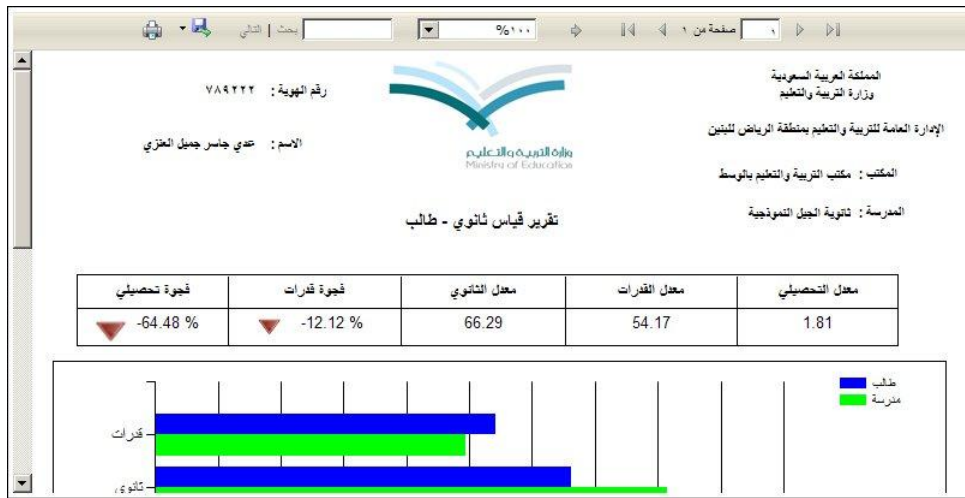 صفحة من ١ ١
%١٠٠
بحث | التالي
المملكة العربية السعودية
وزارة التربية والتعليم
الإدارة العامة للتربية والتعليم بمنطقة الرياض للبنين
المكتب : مكتب التربية والتعليم بالوسط
المدرسة : ثانوية الجيل النموذجية
وزارة التربية والتعليم
Ministry of Education
رقم الهوية : ٧٨٩٢٢٢
الاسم : عدي جاسر جميل العنزي
تقرير قياس ثانوي - طالب
معدل التحصيلي معدل القدرات معدل الثانوي فجوة قدرات فجوة تحصيلي
1.81 54.17 66.29 -12.12 % -64.48 %
طالب
مدرسة
قدرات
ثانوي